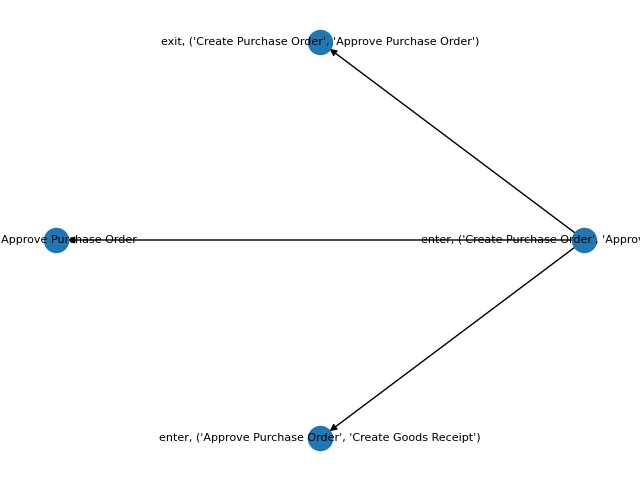 exit, ('Create Purchase Order', 'Approve Purchase Order')
Approve Purchase Order
enter, ('Create Purchase Order', 'Approv
enter, ('Approve Purchase Order', 'Create Goods Receipt')